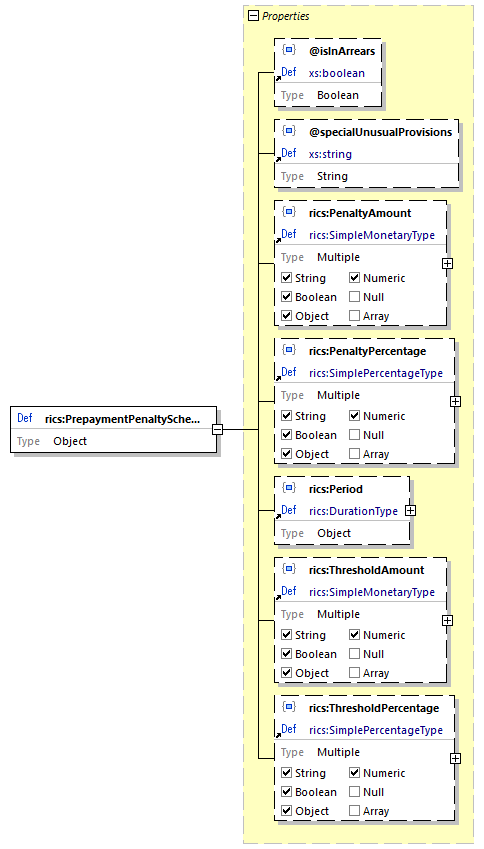 Properties
@isInArrears
Def xs:boolean
Type Boolean
@specialUnusualProvisions
Def xs:string
Type String
rics:PenaltyAmount
Def rics:SimpleMonetaryType
Type Multiple
String Numeric
Boolean Null
Object Array
rics:PenaltyPercentage
Def rics:SimplePercentageType
Type Multiple
String Numeric
Boolean Null
Object Array
Def rics:PrepaymentPenaltySche...
Type Object
rics:Period
Def rics:DurationType
Type Object
rics:ThresholdAmount
Def rics:SimpleMonetaryType
Type Multiple
String Numeric
Boolean Null
Object Array
rics:ThresholdPercentage
Def rics:SimplePercentageType
Type Multiple
String Numeric
Boolean Null
Object Array